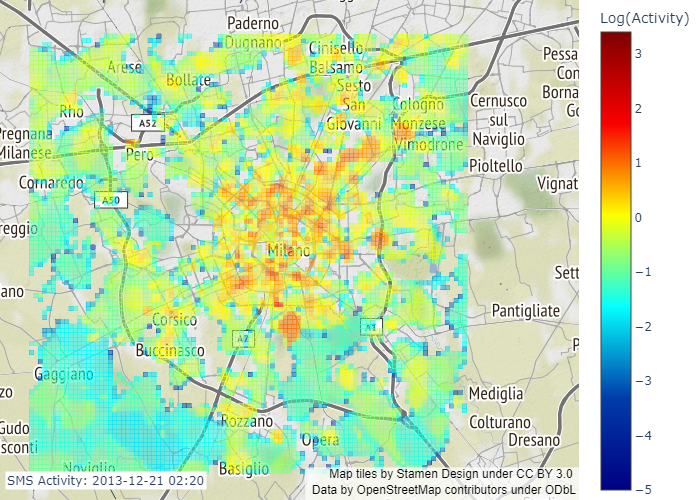 Log(Activity)
Paderno
Dugnano
Cinisello
Balsamo
Arese
Bollate
Sesto
San
Giovanni
Cologno
Monzese
Vimodrone
Rho
A52
Pero
Pregnana
Milanese
Cornaredo
A50
reggio
Cernusco
sul
Naviglio
Pioltello
Vignat
Pessa
Con
Borna
Go
Milano
Sett
ano
Corsico
A7
A1
Pantigliate
P
Buccinasco
Gaggiano
zo
Gudo
sconti
Rozzano
Opera
Mediglia
Colturano
Dresano
Noviglio
Basiglio
SMS Activity: 2013-12-21 02:20
Map tiles by Stamen Design under CC BY 3.0
Data by OpenStreetMap contributors under ODbL
3
2
1
0
−1
−2
−3
−4
−5